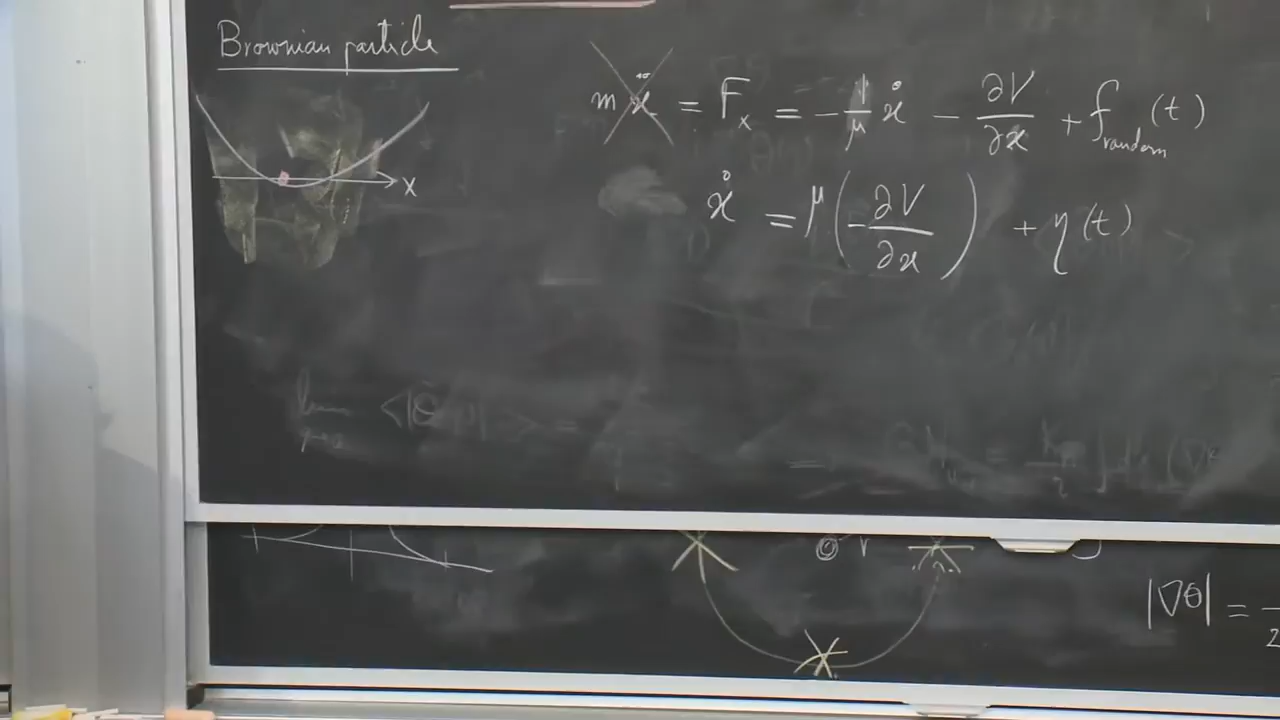 Brownian particle
m ẍ = Fₓ = - 1/μ ẋ - ∂V/∂x + f_random (t)
x
ẋ = μ ( - ∂V/∂x ) + η (t)
|∇θ| =